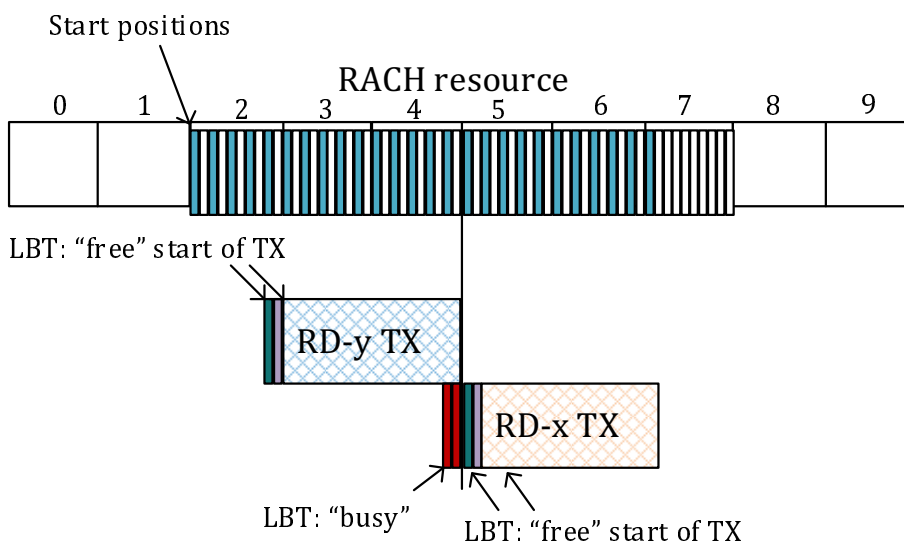 Start positions
RACH resource
0 1 2 3 4 5 6 7 8 9
LBT: “free” start of TX
RD-y TX
RD-x TX
LBT: “busy”
LBT: “free” start of TX